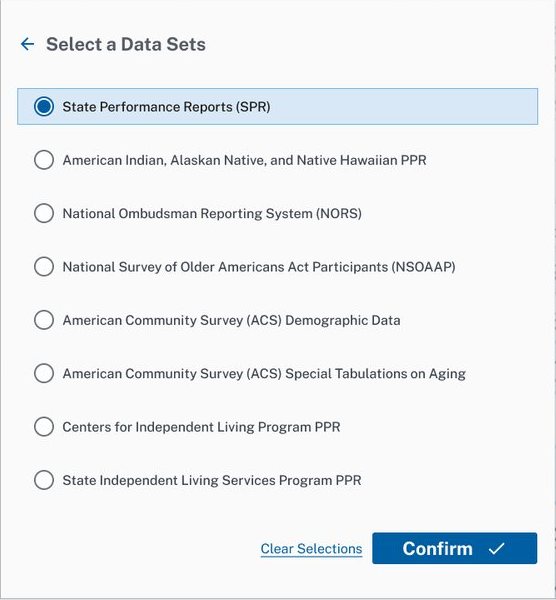 Select a Data Sets
State Performance Reports (SPR)
American Indian, Alaskan Native, and Native Hawaiian PPR
National Ombudsman Reporting System (NORS)
National Survey of Older Americans Act Participants (NSOAAP)
American Community Survey (ACS) Demographic Data
American Community Survey (ACS) Special Tabulations on Aging
Centers for Independent Living Program PPR
State Independent Living Services Program PPR
Clear Selections
Confirm